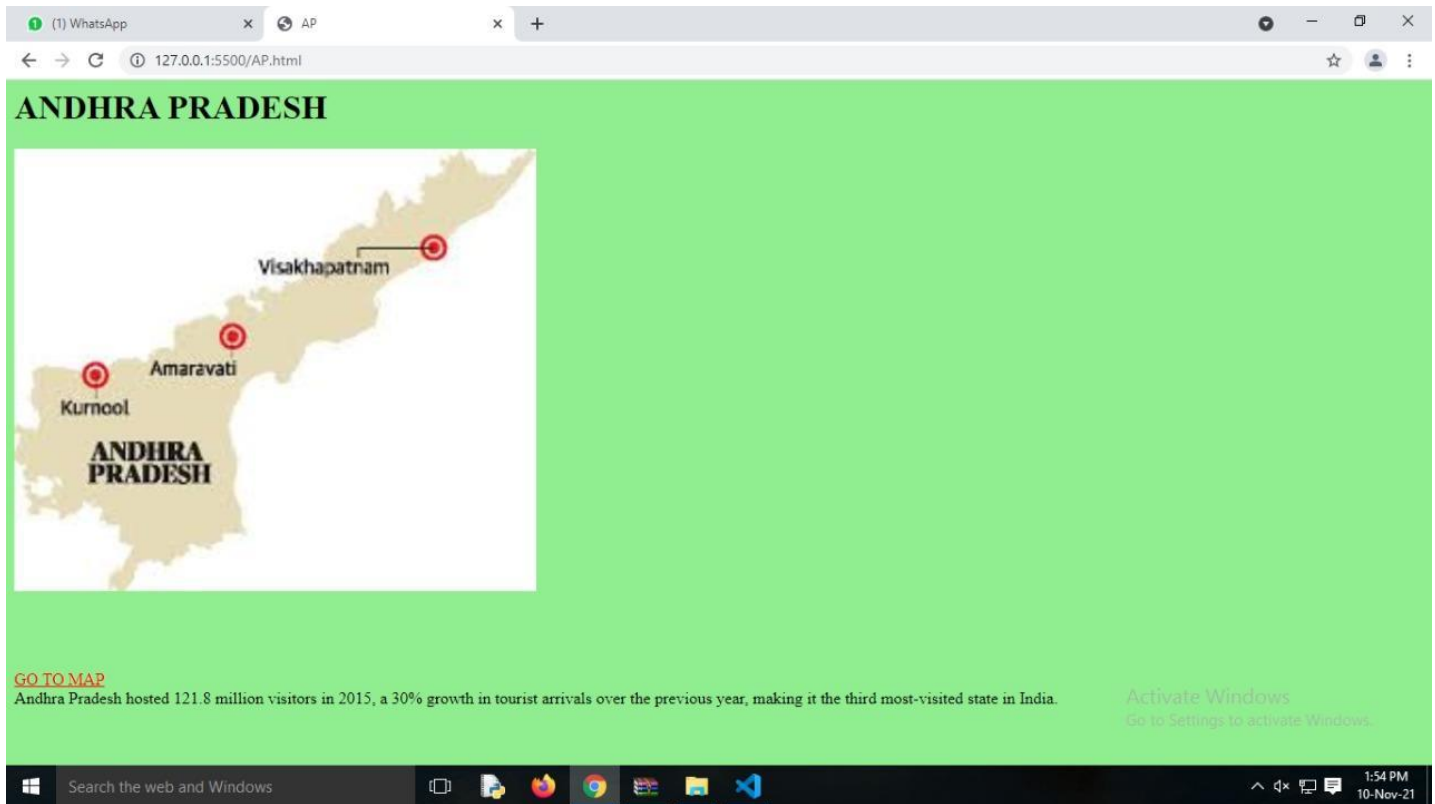 1 (1) WhatsApp AP
127.0.0.1:5500/AP.html
ANDHRA PRADESH
Visakhapatnam
Amaravati
Kurnool
ANDHRA
PRADESH
GO TO MAP
Andhra Pradesh hosted 121.8 million visitors in 2015, a 30% growth in tourist arrivals over the previous year, making it the third most-visited state in India.
Activate Windows
Go to Settings to activate Windows.
Search the web and Windows
1:54 PM
10-Nov-21